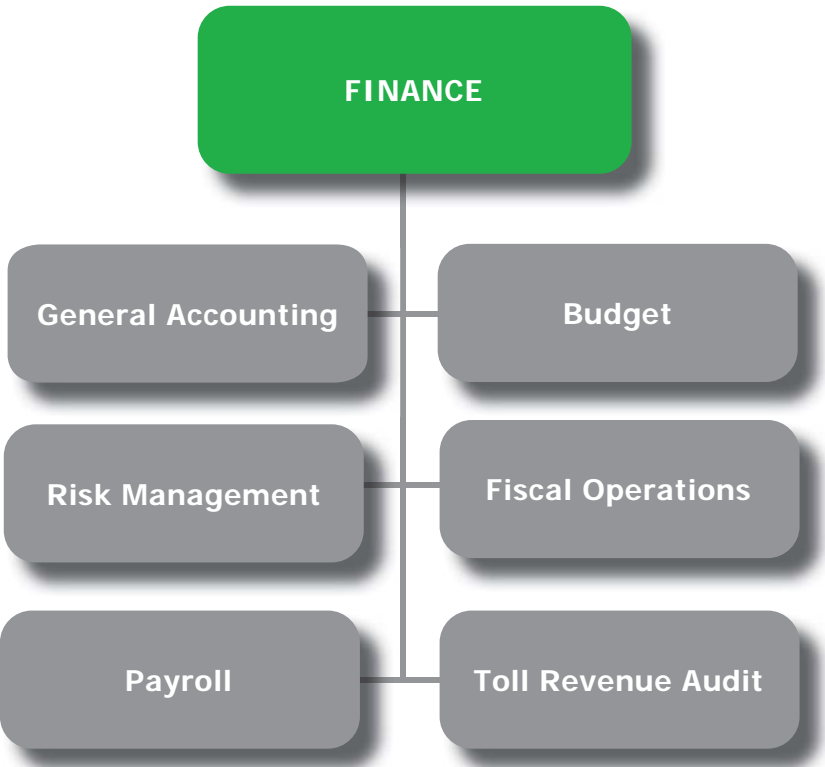 FINANCE
General Accounting
Budget
Risk Management
Fiscal Operations
Payroll
Toll Revenue Audit